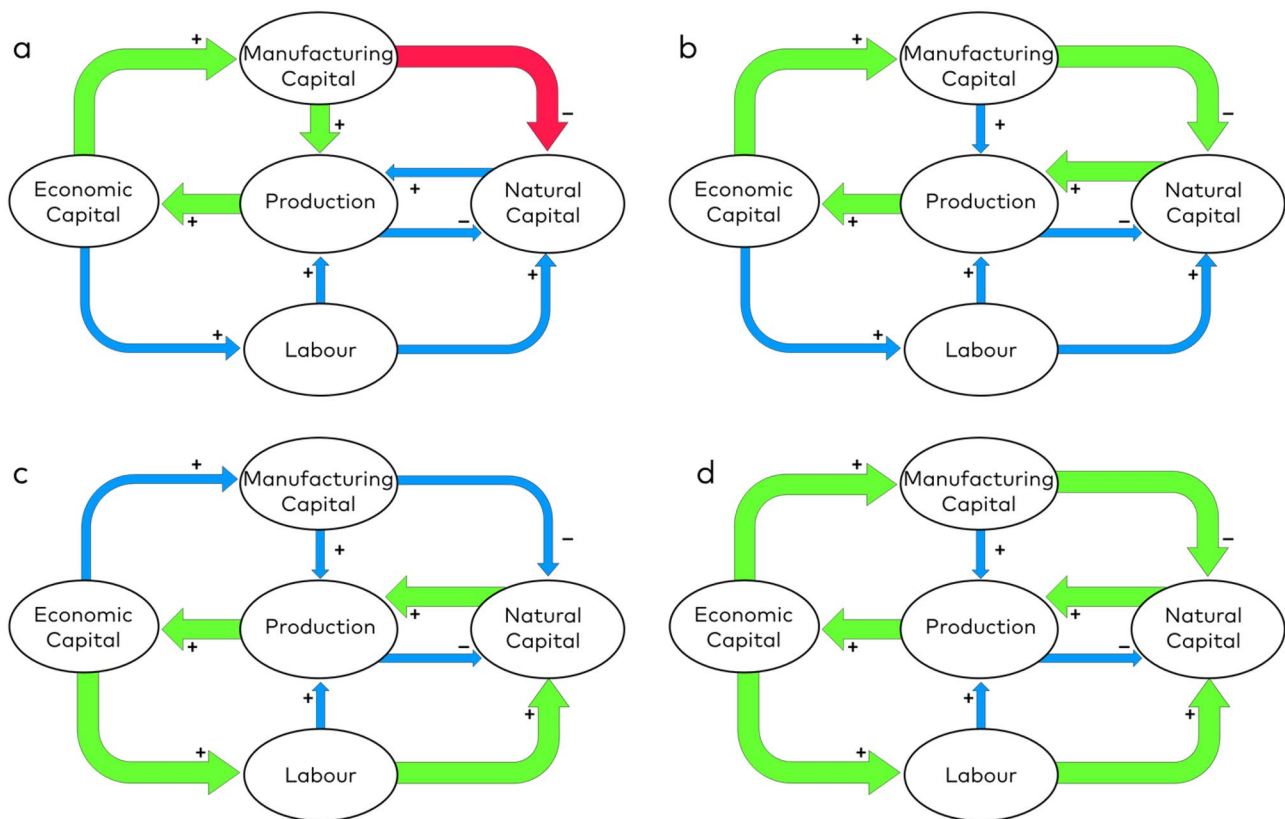 a
+
Manufacturing
Capital
−
+
Economic
Capital
+
Production
+
−
Natural
Capital
+
+
+
Labour
b
+
Manufacturing
Capital
−
+
Economic
Capital
+
Production
+
−
Natural
Capital
+
+
+
Labour
c
+
Manufacturing
Capital
−
+
Economic
Capital
+
Production
+
−
Natural
Capital
+
+
+
Labour
d
+
Manufacturing
Capital
−
+
Economic
Capital
+
Production
+
−
Natural
Capital
+
+
+
Labour